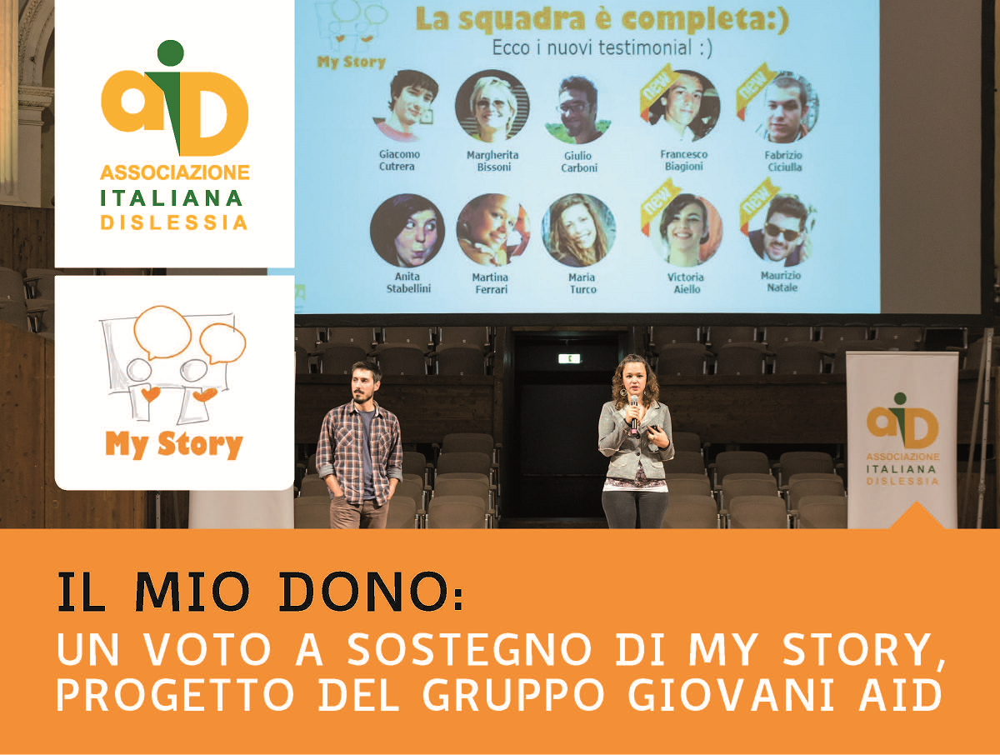 aiD
ASSOCIAZIONE
ITALIANA
DISLESSIA
My Story
My Story
La squadra è completa:)
Ecco i nuovi testimonial :)
new
new
Giacomo
Cutrera
Margherita
Bissoni
Giulio
Carboni
Francesco
Biagioni
Fabrizio
Ciciulla
new
new
Anita
Stabellini
Martina
Ferrari
Maria
Turco
Victoria
Aiello
Maurizio
Natale
aiD
ASSOCIAZIONE
ITALIANA
DISLESSIA
IL MIO DONO:
UN VOTO A SOSTEGNO DI MY STORY,
PROGETTO DEL GRUPPO GIOVANI AID